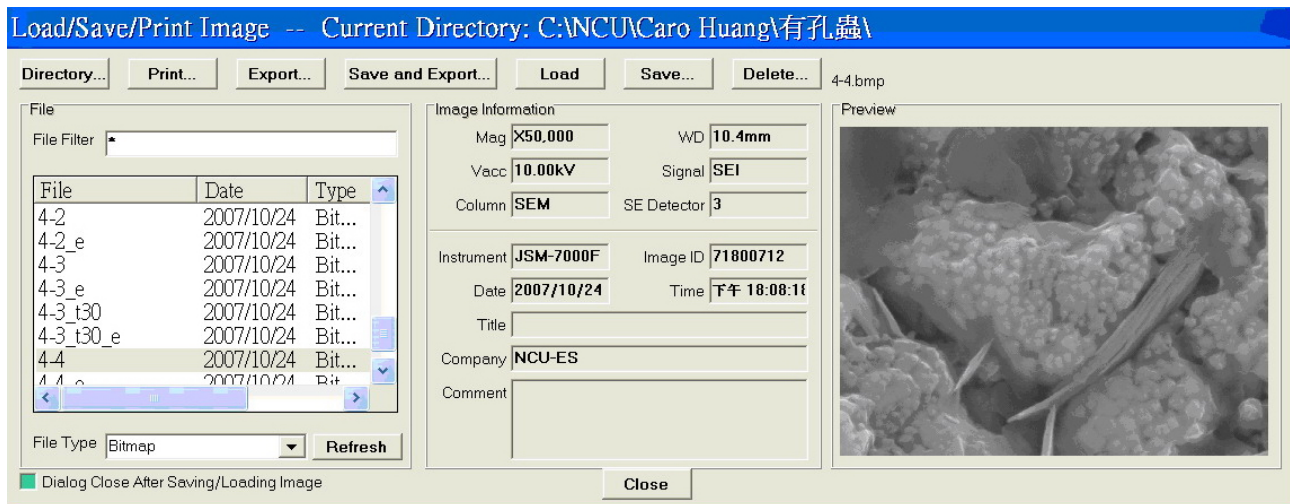 Load/Save/Print Image -- Current Directory: C:\NCU\Caro Huang\有孔蟲\
Directory... Print... Export... Save and Export... Load Save... Delete... 4-4.bmp
File
File Filter *
File Date Type
4-2 2007/10/24 Bit...
4-2_e 2007/10/24 Bit...
4-3 2007/10/24 Bit...
4-3_e 2007/10/24 Bit...
4-3_t30 2007/10/24 Bit...
4-3_t30_e 2007/10/24 Bit...
4-4 2007/10/24 Bit...
4-4_e 2007/10/24 Bit...
File Type Bitmap Refresh
Dialog Close After Saving/Loading Image
Image Information
Mag X50,000 WD 10.4mm
Vacc 10.00kV Signal SEI
Column SEM SE Detector 3
Instrument JSM-7000F Image ID 71800712
Date 2007/10/24 Time 下午 18:08:18
Title
Company NCU-ES
Comment
Close
Preview